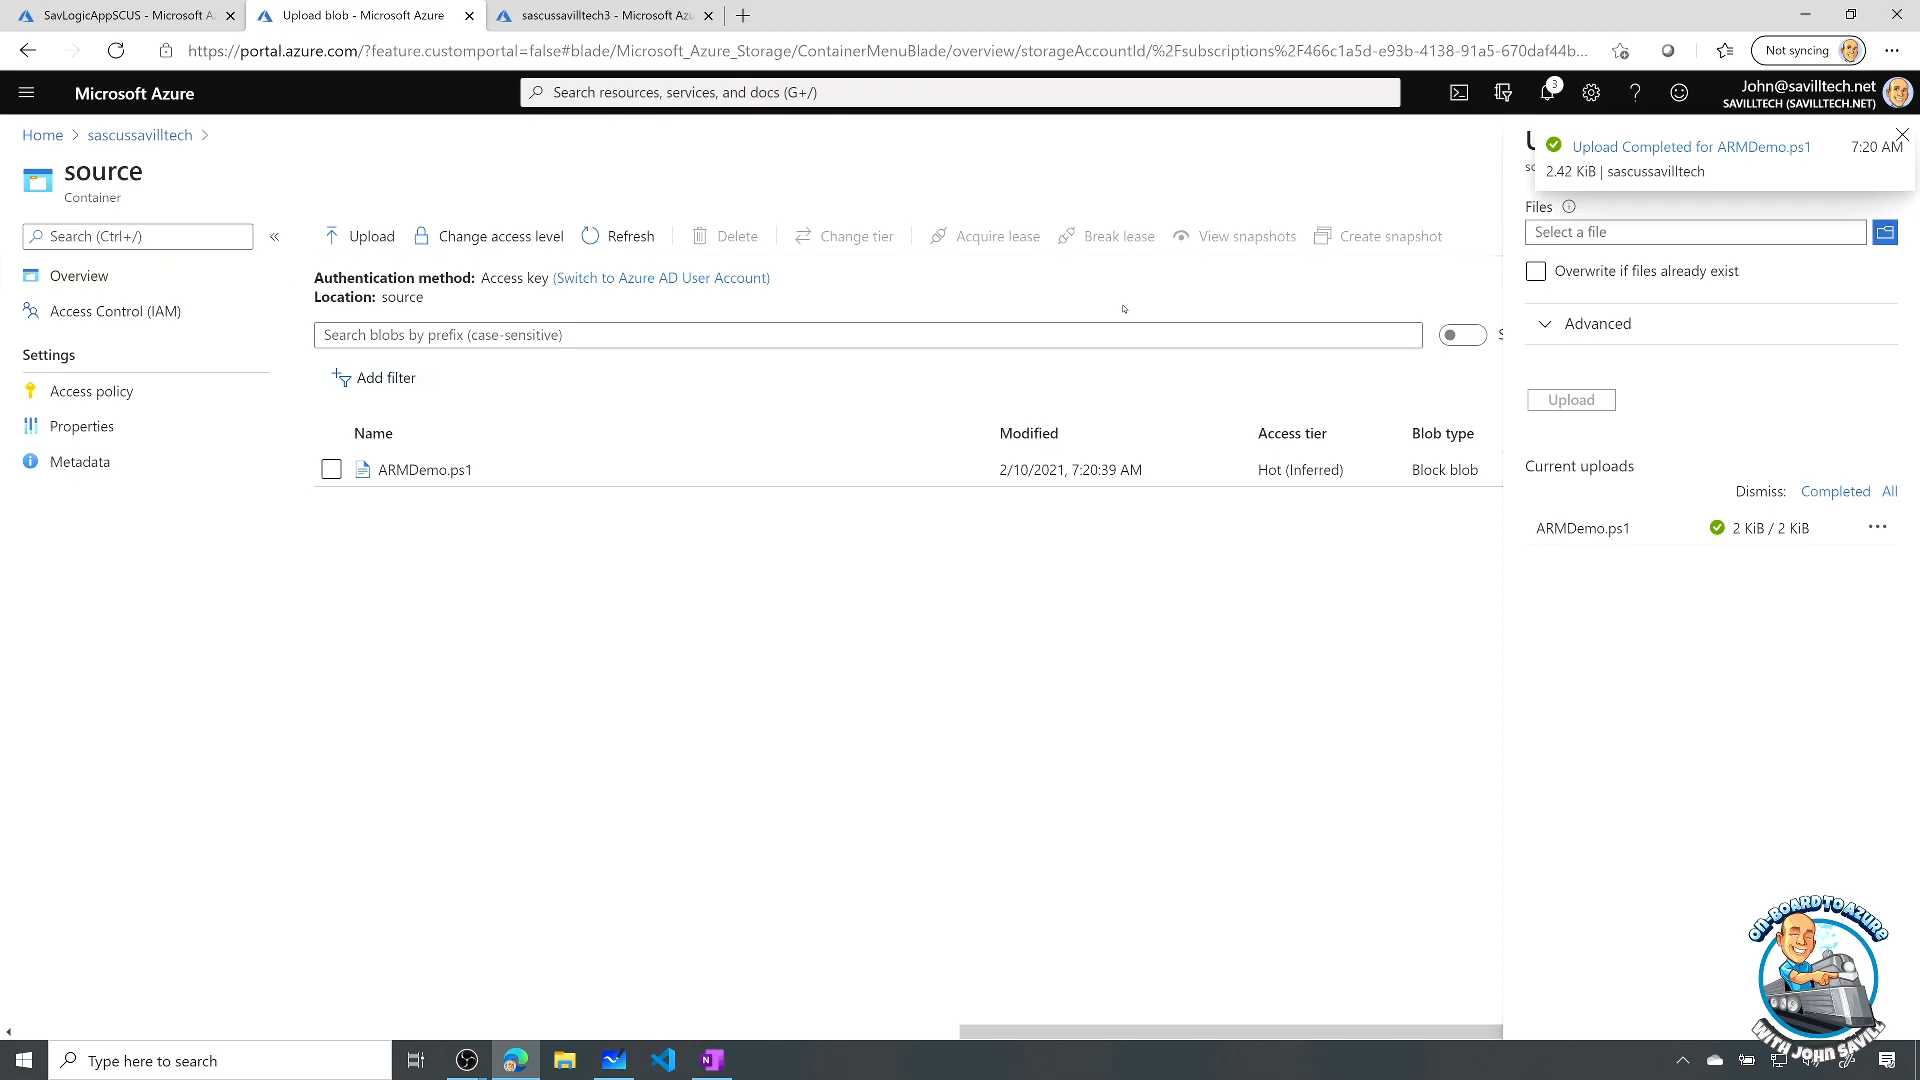 SavLogicAppSCUS - Microsoft Az
Upload blob - Microsoft Azure
sascussavilltech3 - Microsoft Azu
https://portal.azure.com/?feature.customportal=false#blade/Microsoft_Azure_Storage/ContainerMenuBlade/overview/storageAccountId/%2Fsubscriptions%2F466c1a5d-e93b-4138-91a5-670daf44b...
Not syncing
Microsoft Azure
Search resources, services, and docs (G+/)
3
John@savilltech.net
SAVILLTECH (SAVILLTECH.NET)
Home > sascussavilltech >
source
Container
Upload Completed for ARMDemo.ps1
7:20 AM
2.42 KiB | sascussavilltech
Search (Ctrl+/)
Overview
Access Control (IAM)
Settings
Access policy
Properties
Metadata
Upload
Change access level
Refresh
Delete
Change tier
Acquire lease
Break lease
View snapshots
Create snapshot
Authentication method: Access key (Switch to Azure AD User Account)
Location: source
Search blobs by prefix (case-sensitive)
Add filter
Name Modified Access tier Blob type
ARMDemo.ps1 2/10/2021, 7:20:39 AM Hot (Inferred) Block blob
Files
Select a file
Overwrite if files already exist
Advanced
Upload
Current uploads
Dismiss: Completed All
ARMDemo.ps1 2 KiB / 2 KiB
ON-BOARD TO AZURE
WITH JOHN SAVILL
Type here to search